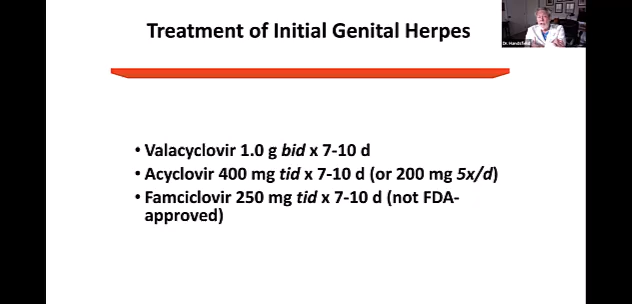 Treatment of Initial Genital Herpes
• Valacyclovir 1.0 g bid x 7-10 d
• Acyclovir 400 mg tid x 7-10 d (or 200 mg 5x/d)
• Famciclovir 250 mg tid x 7-10 d (not FDA-
approved)